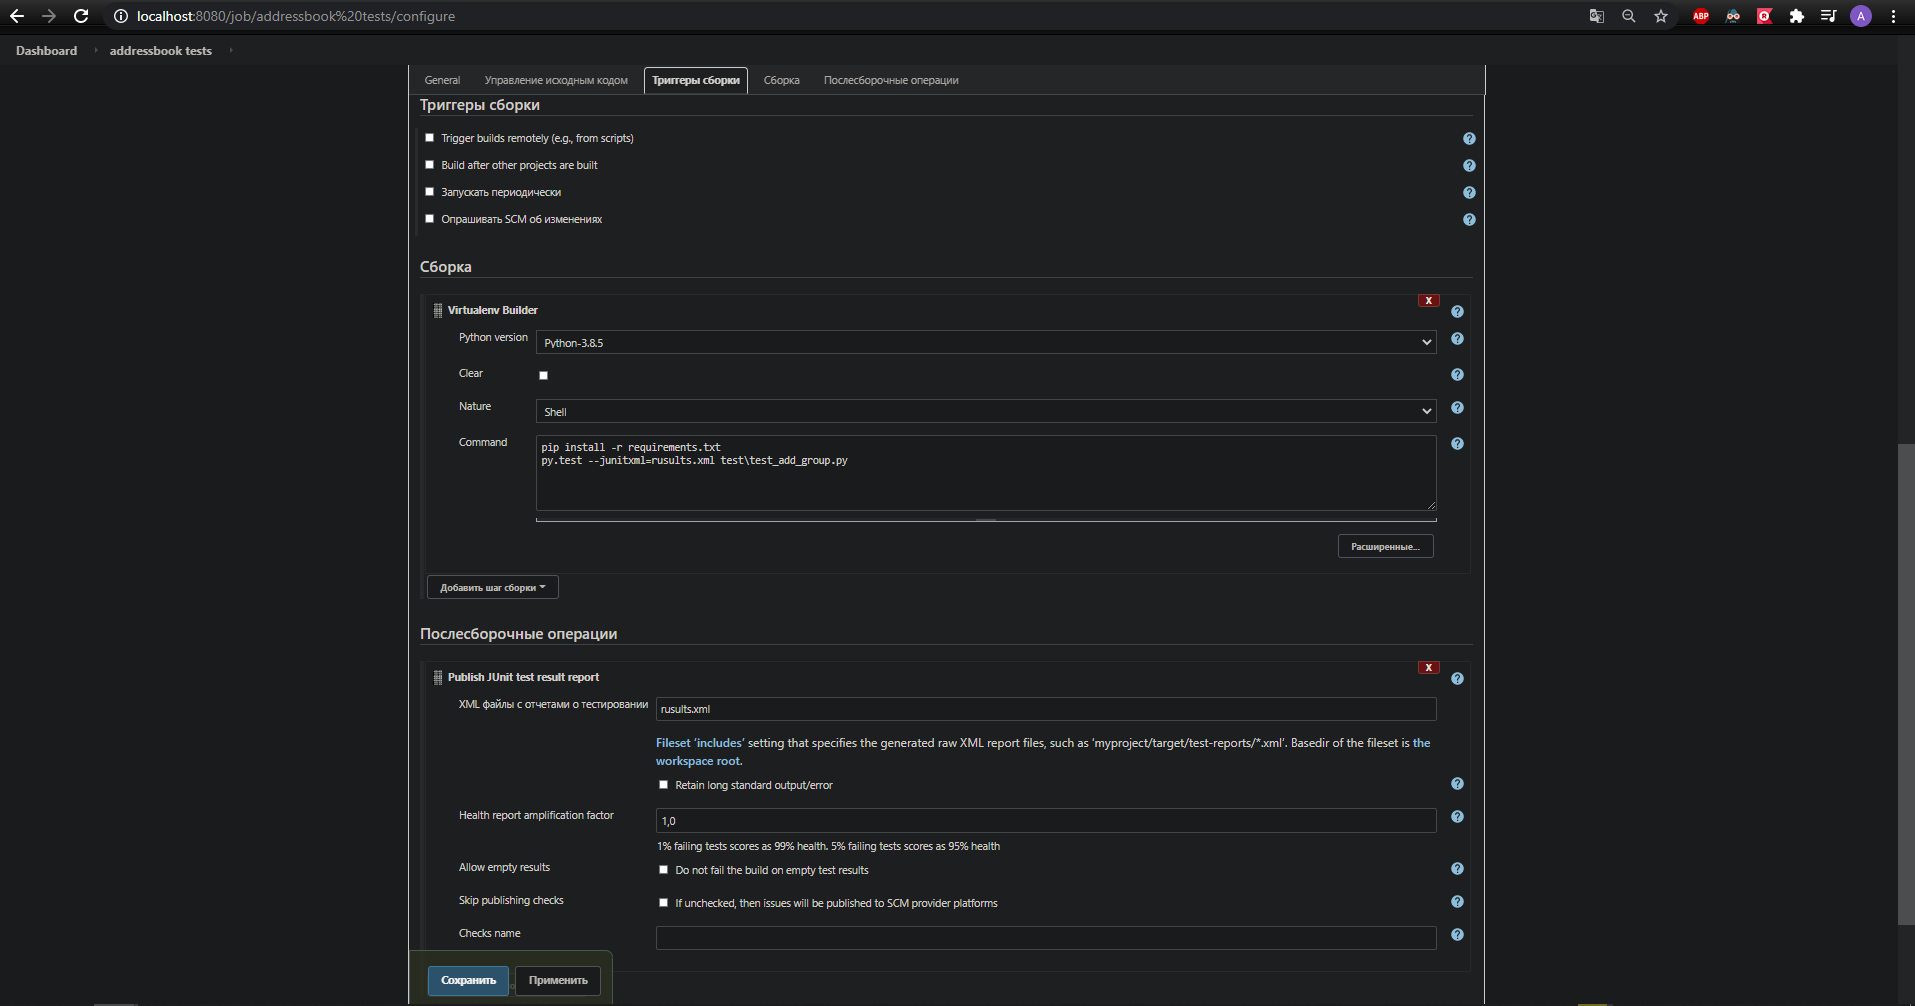 localhost:8080/job/addressbook%20tests/configure
ABP
A
Dashboard addressbook tests
General Управление исходным кодом Триггеры сборки Сборка Послесборочные операции
Триггеры сборки
Trigger builds remotely (e.g., from scripts)
Build after other projects are built
Запускать периодически
Опрашивать SCM об изменениях
Сборка
X
Virtualenv Builder
Python version Python-3.8.5
Clear
Nature Shell
Command pip install -r requirements.txt
py.test --junitxml=rusults.xml test\test_add_group.py
Расширенные...
Добавить шаг сборки
Послесборочные операции
X
Publish JUnit test result report
XML файлы с отчетами о тестировании rusults.xml
Fileset ‘includes’ setting that specifies the generated raw XML report files, such as ‘myproject/target/test-reports/*.xml’. Basedir of the fileset is the
workspace root.
Retain long standard output/error
Health report amplification factor 1,0
1% failing tests scores as 99% health. 5% failing tests scores as 95% health
Allow empty results Do not fail the build on empty test results
Skip publishing checks If unchecked, then issues will be published to SCM provider platforms
Checks name
Сохранить Применить